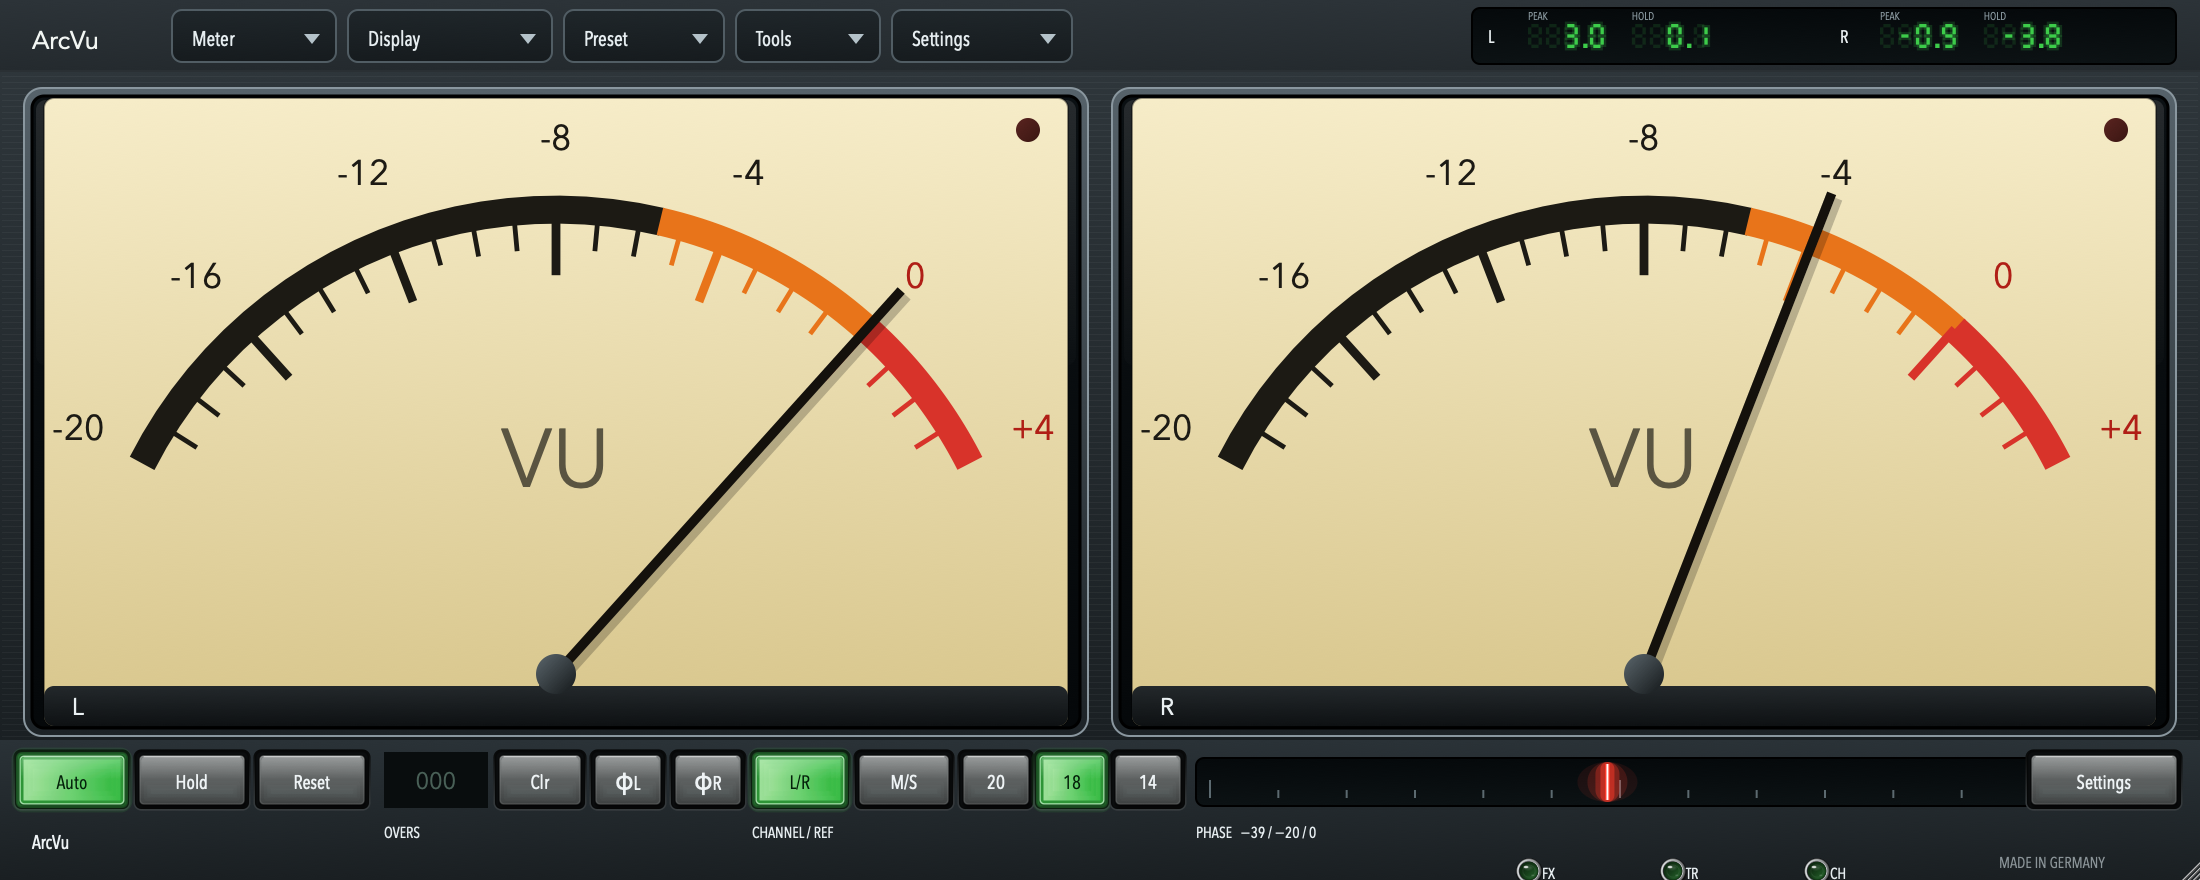 ArcVu
Meter
Display
Preset
Tools
Settings
L
PEAK
3.0
HOLD
0.1
R
PEAK
-0.9
HOLD
-3.8
-20
-16
-12
-8
-4
0
+4
VU
L
-20
-16
-12
-8
-4
0
+4
VU
R
Auto
Hold
Reset
000
Clr
ΦL
ΦR
L/R
M/S
20
18
14
Settings
OVERS
CHANNEL / REF
PHASE −39 / −20 / 0
ArcVu
FX
TR
CH
MADE IN GERMANY